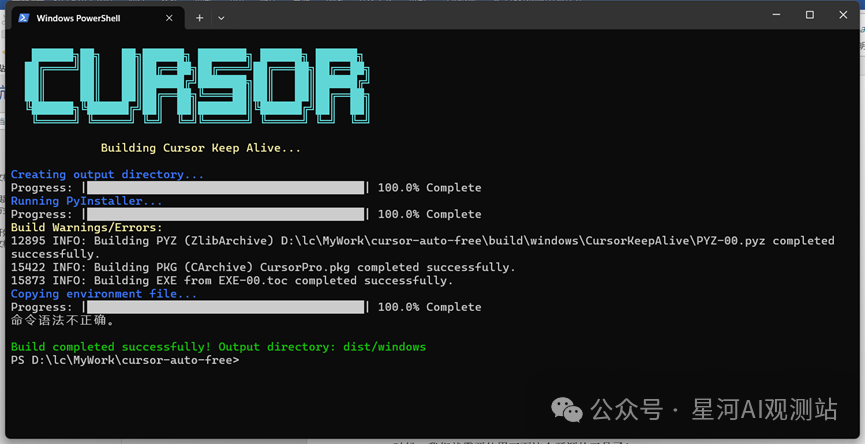 Windows PowerShell
CURSOR
Building Cursor Keep Alive...
Creating output directory...
Progress: |██████████| 100.0% Complete
Running PyInstaller...
Progress: |██████████| 100.0% Complete
Build Warnings/Errors:
12895 INFO: Building PYZ (ZlibArchive) D:\lc\MyWork\cursor-auto-free\build\windows\CursorKeepAlive\PYZ-00.pyz completed
successfully.
15422 INFO: Building PKG (CArchive) CursorPro.pkg completed successfully.
15873 INFO: Building EXE from EXE-00.toc completed successfully.
Copying environment file...
Progress: |██████████| 100.0% Complete
命令语法不正确。
Build completed successfully! Output directory: dist/windows
PS D:\lc\MyWork\cursor-auto-free>
公众号 · 星河AI观测站